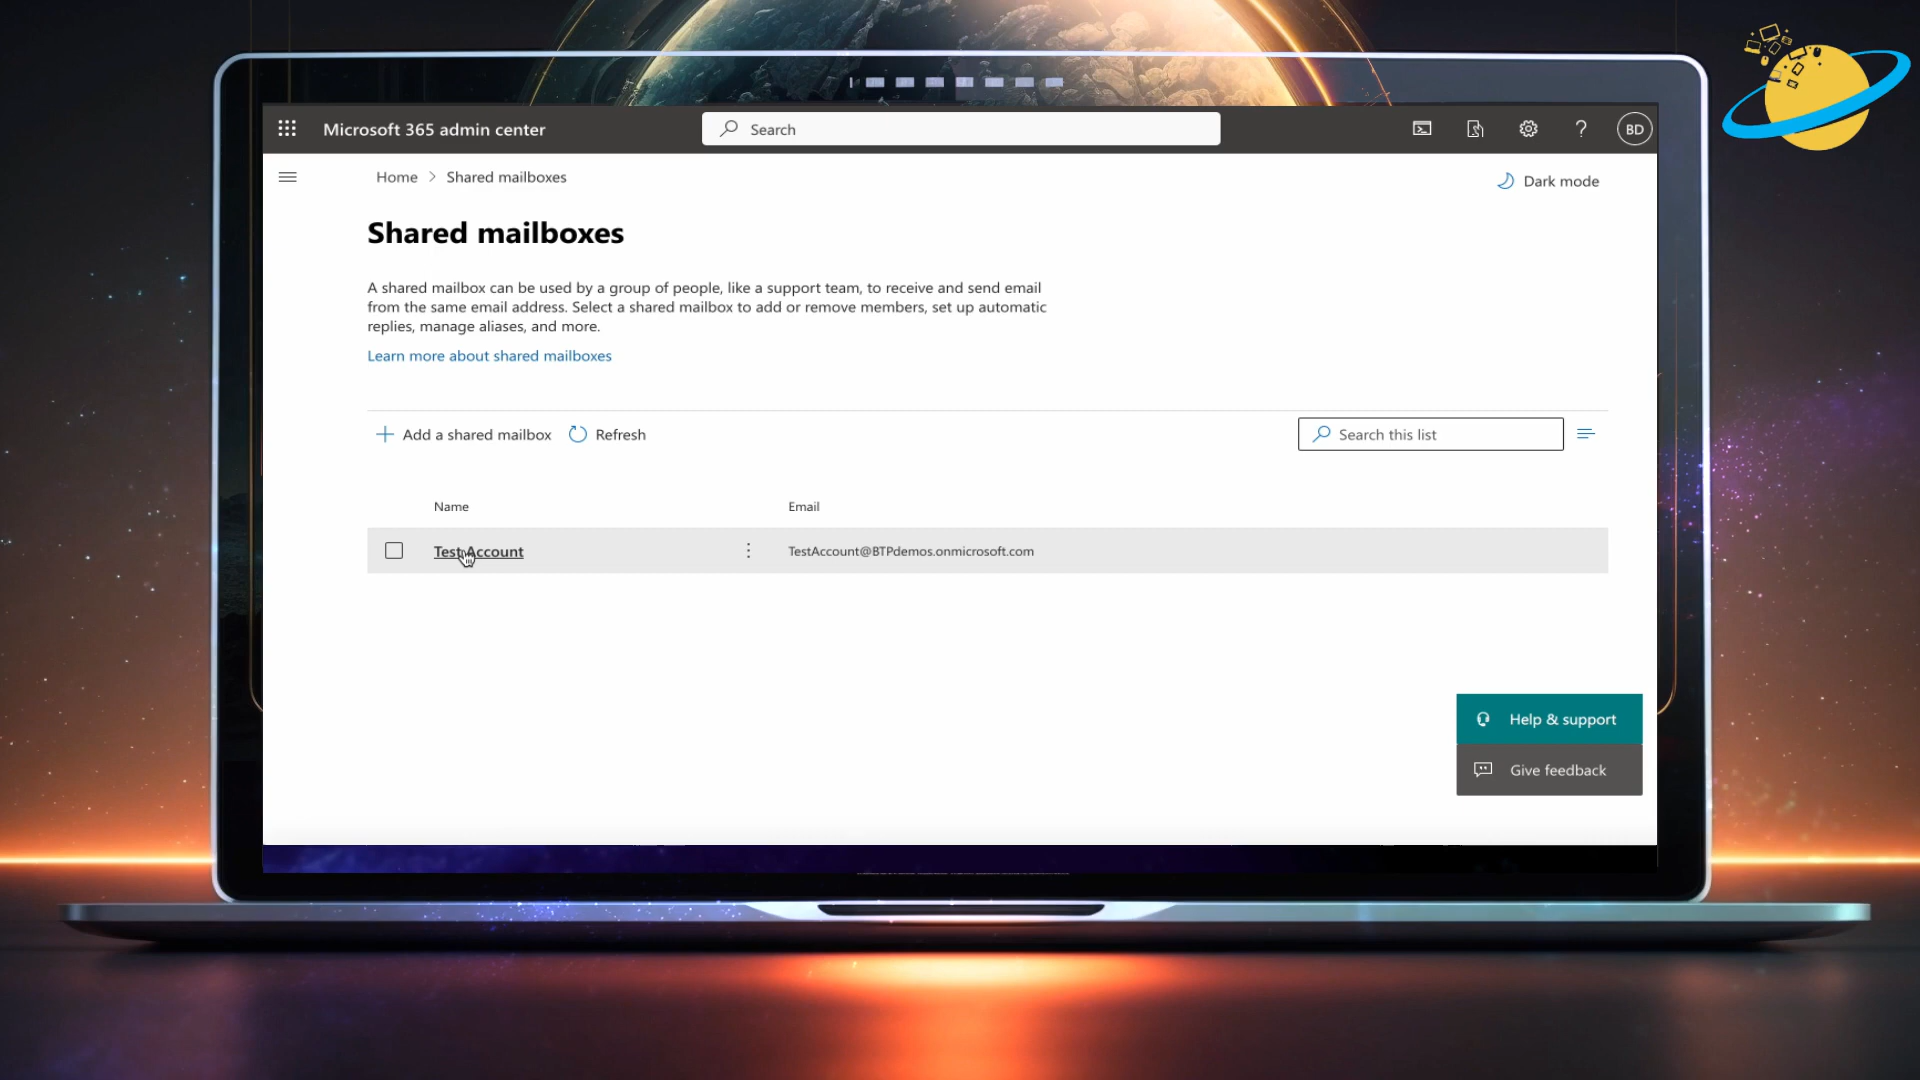 Microsoft 365 admin center
Search
BD
Home > Shared mailboxes
Dark mode
Shared mailboxes
A shared mailbox can be used by a group of people, like a support team, to receive and send email
from the same email address. Select a shared mailbox to add or remove members, set up automatic
replies, manage aliases, and more.
Learn more about shared mailboxes
Add a shared mailbox
Refresh
Search this list
Name
Email
Test Account
TestAccount@BTPdemos.onmicrosoft.com
Help & support
Give feedback